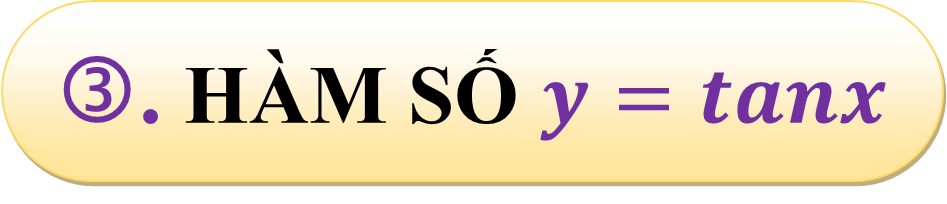 ③. HÀM SỐ y = tanx